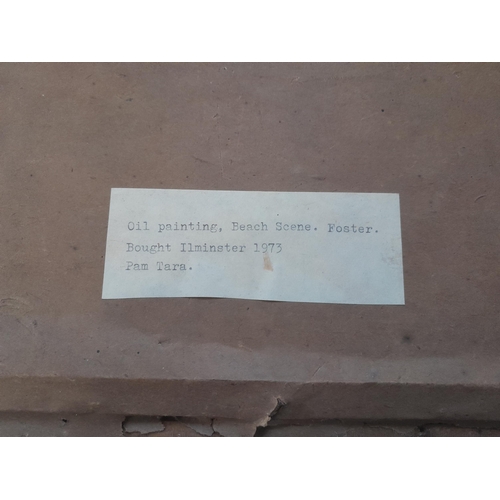 Oil painting, Beach Scene. Foster.
Bought Ilminster 1973
Pam Tara.